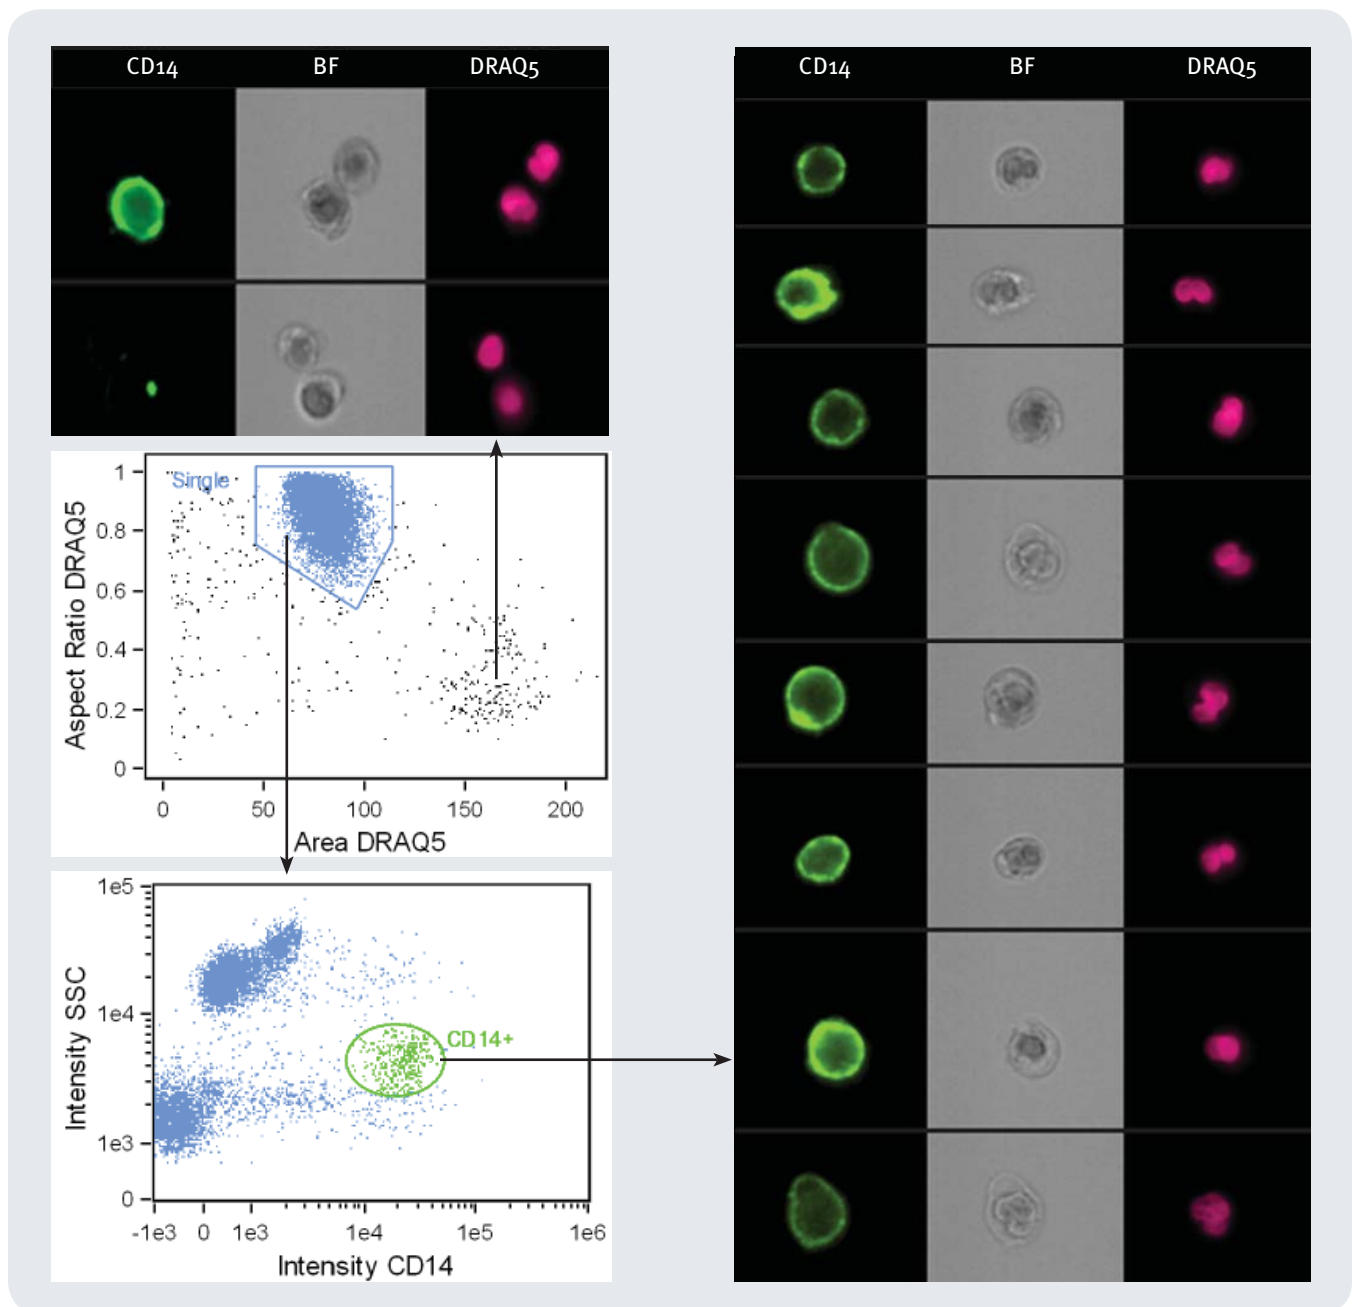 CD14 BF DRAQ5
CD14 BF DRAQ5
Single
Aspect Ratio DRAQ5
1
0.8
0.6
0.4
0.2
0
0 50 100 150 200
Area DRAQ5
Intensity SSC
1e5
1e4
1e3
0
CD14+
-1e3 0 1e3 1e4 1e5 1e6
Intensity CD14